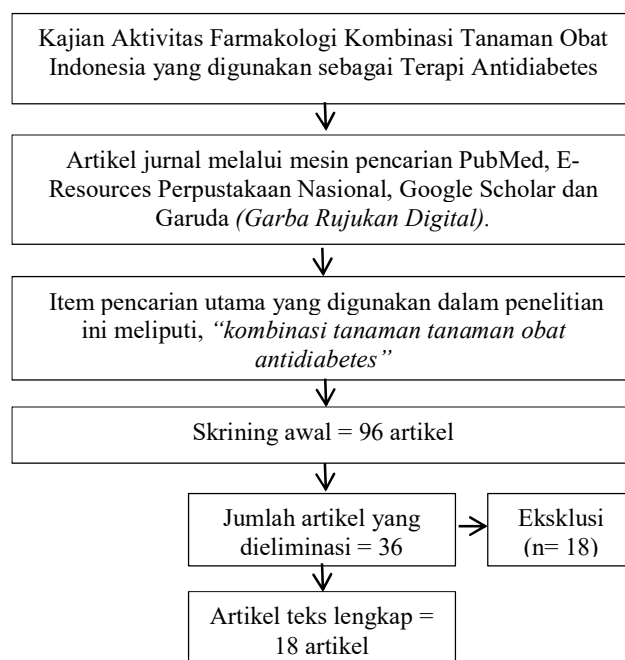 Kajian Aktivitas Farmakologi Kombinasi Tanaman Obat
Indonesia yang digunakan sebagai Terapi Antidiabetes
Artikel jurnal melalui mesin pencarian PubMed, E-
Resources Perpustakaan Nasional, Google Scholar dan
Garuda (Garba Rujukan Digital).
Item pencarian utama yang digunakan dalam penelitian
ini meliputi, “kombinasi tanaman tanaman obat
antidiabetes”
Skrining awal = 96 artikel
Jumlah artikel yang
dieliminasi = 36
Eksklusi
(n= 18)
Artikel teks lengkap =
18 artikel